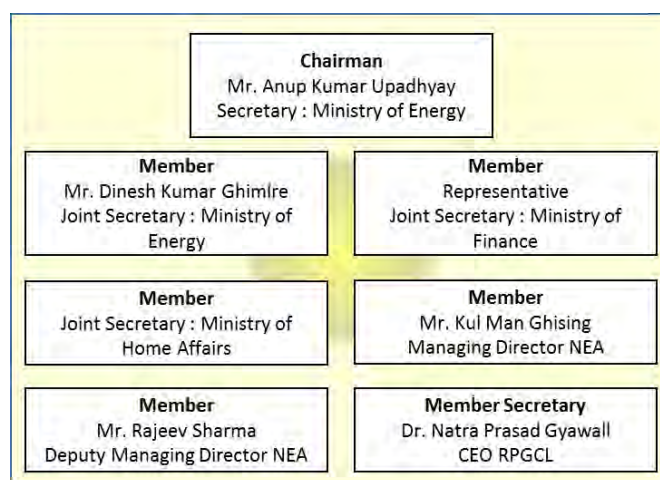 Chairman
Mr. Anup Kumar Upadhyay
Secretary : Ministry of Energy
Member
Mr. Dinesh Kumar Ghimlre
Joint Secretary : Ministry of
Energy
Member
Representative
Joint Secretary : Ministry of
Finance
Member
Joint Secretary : Ministry of
Home Affairs
Member
Mr. Kul Man Ghising
Managing Director NEA
Member
Mr. Rajeev Sharma
Deputy Managing Director NEA
Member Secretary
Dr. Natra Prasad Gyawall
CEO RPGCL